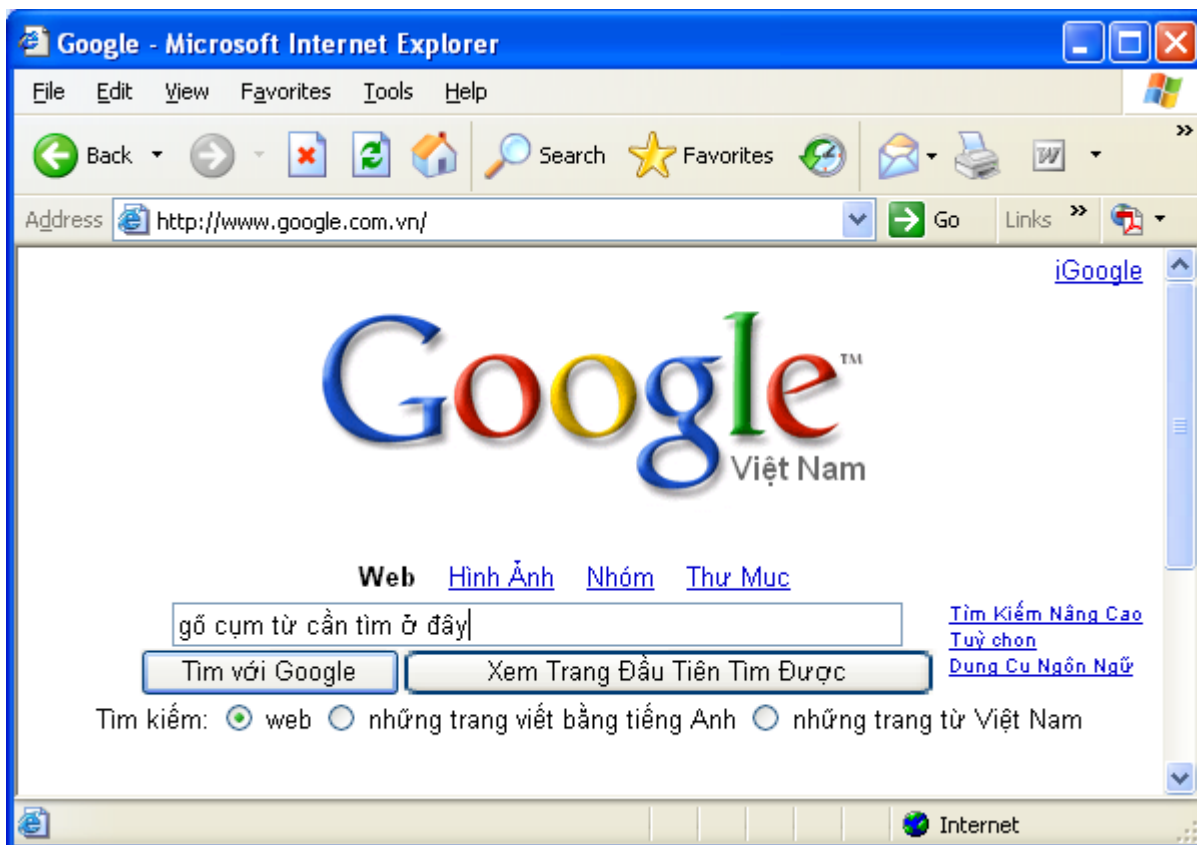 Google - Microsoft Internet Explorer
File Edit View Favorites Tools Help
Back Search Favorites W »
Address http://www.google.com.vn/ Go Links »
iGoogle
Google™
Việt Nam
Web Hình Ảnh Nhóm Thư Mục
gõ cụm từ cần tìm ở đây
Tìm Kiếm Nâng Cao
Tuỳ chọn
Dụng Cụ Ngôn Ngữ
Tìm với Google Xem Trang Đầu Tiên Tìm Được
Tìm kiếm: web những trang viết bằng tiếng Anh những trang từ Việt Nam
Internet